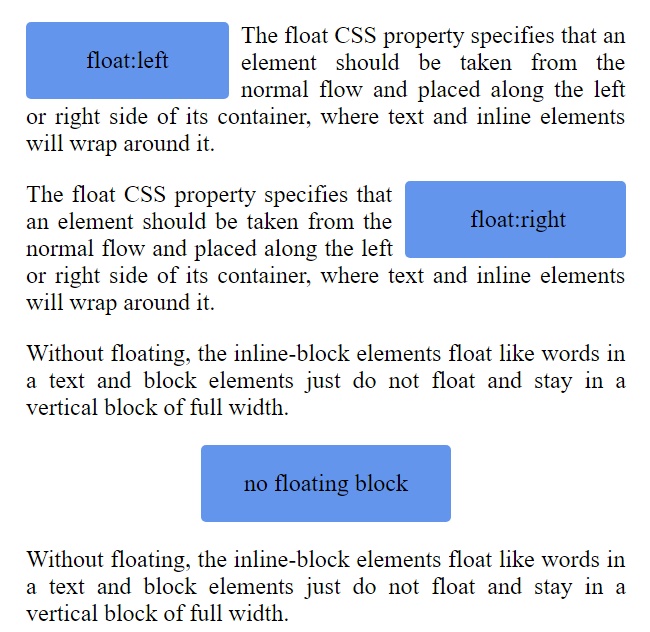 float:left
The float CSS property specifies that an
element should be taken from the
normal flow and placed along the left
or right side of its container, where text and inline elements
will wrap around it.
The float CSS property specifies that
an element should be taken from the
normal flow and placed along the left
float:right
or right side of its container, where text and inline elements
will wrap around it.
Without floating, the inline-block elements float like words in
a text and block elements just do not float and stay in a
vertical block of full width.
no floating block
Without floating, the inline-block elements float like words in
a text and block elements just do not float and stay in a
vertical block of full width.